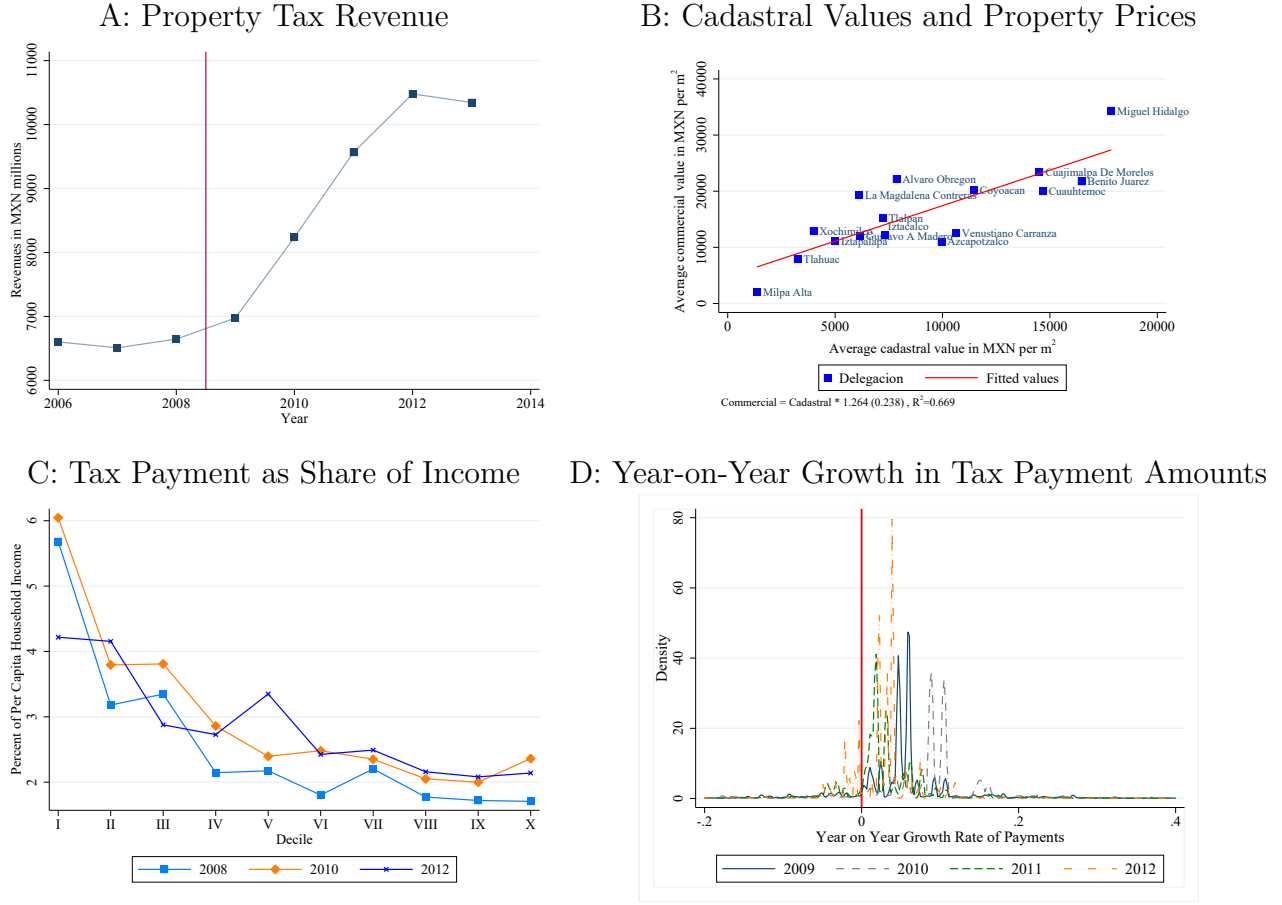 A: Property Tax Revenue
Revenues in MXN millions
11000
10000
9000
8000
7000
6000
2006 2008 2010 2012 2014
Year
B: Cadastral Values and Property Prices
Average commercial value in MXN per m²
40000
30000
20000
10000
0
Miguel Hidalgo
Cuajimalpa De Morelos
Alvaro Obregon
Benito Juarez
Coyoacan
Cuauhtemoc
La Magdalena Contreras
Tlalpan
Iztacalco
Xochimilco
Gustavo A Madero
Venustiano Carranza
Iztapalapa
Azcapotzalco
Tlahuac
Milpa Alta
0 5000 10000 15000 20000
Average cadastral value in MXN per m²
Delegacion Fitted values
Commercial = Cadastral * 1.264 (0.238) , R²=0.669
C: Tax Payment as Share of Income
Percent of Per Capita Household Income
6
5
4
3
2
I II III IV V VI VII VIII IX X
Decile
2008 2010 2012
D: Year-on-Year Growth in Tax Payment Amounts
Density
80
60
40
20
0
-.2 0 .2 .4
Year on Year Growth Rate of Payments
2009 2010 2011 2012